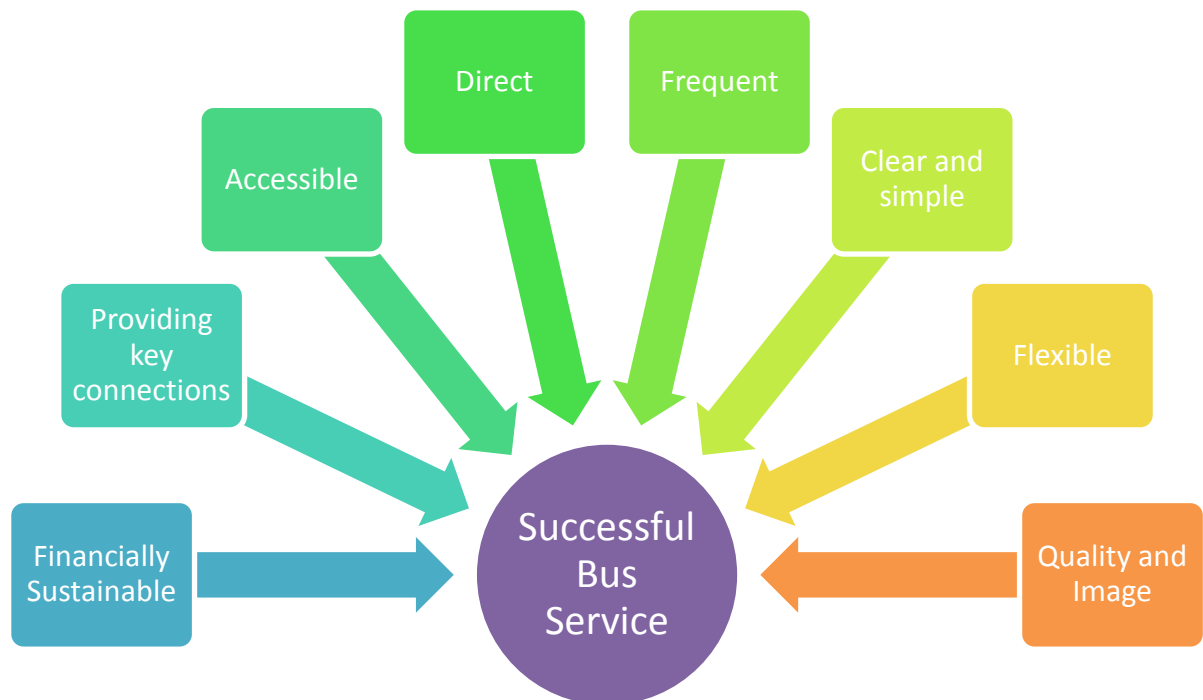 Direct
Frequent
Accessible
Clear and
simple
Providing
key
connections
Flexible
Financially
Sustainable
Successful
Bus
Service
Quality and
Image